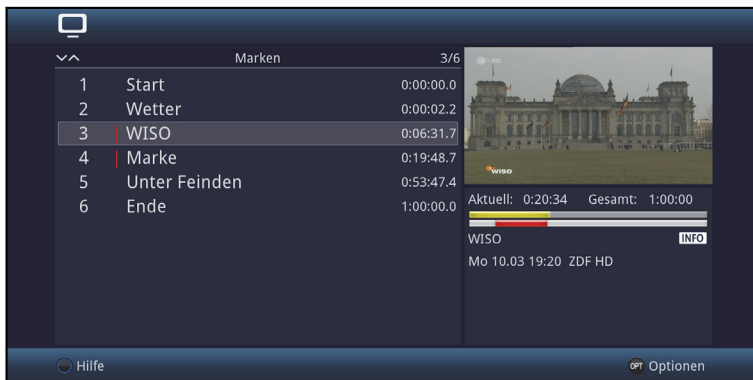 Marken 3/6
1 Start 0:00:00.0
2 Wetter 0:00:02.2
3 WISO 0:06:31.7
4 Marke 0:19:48.7
5 Unter Feinden 0:53:47.4
6 Ende 1:00:00.0
WISO
Aktuell: 0:20:34 Gesamt: 1:00:00
WISO INFO
Mo 10.03 19:20 ZDF HD
Hilfe
OPT Optionen